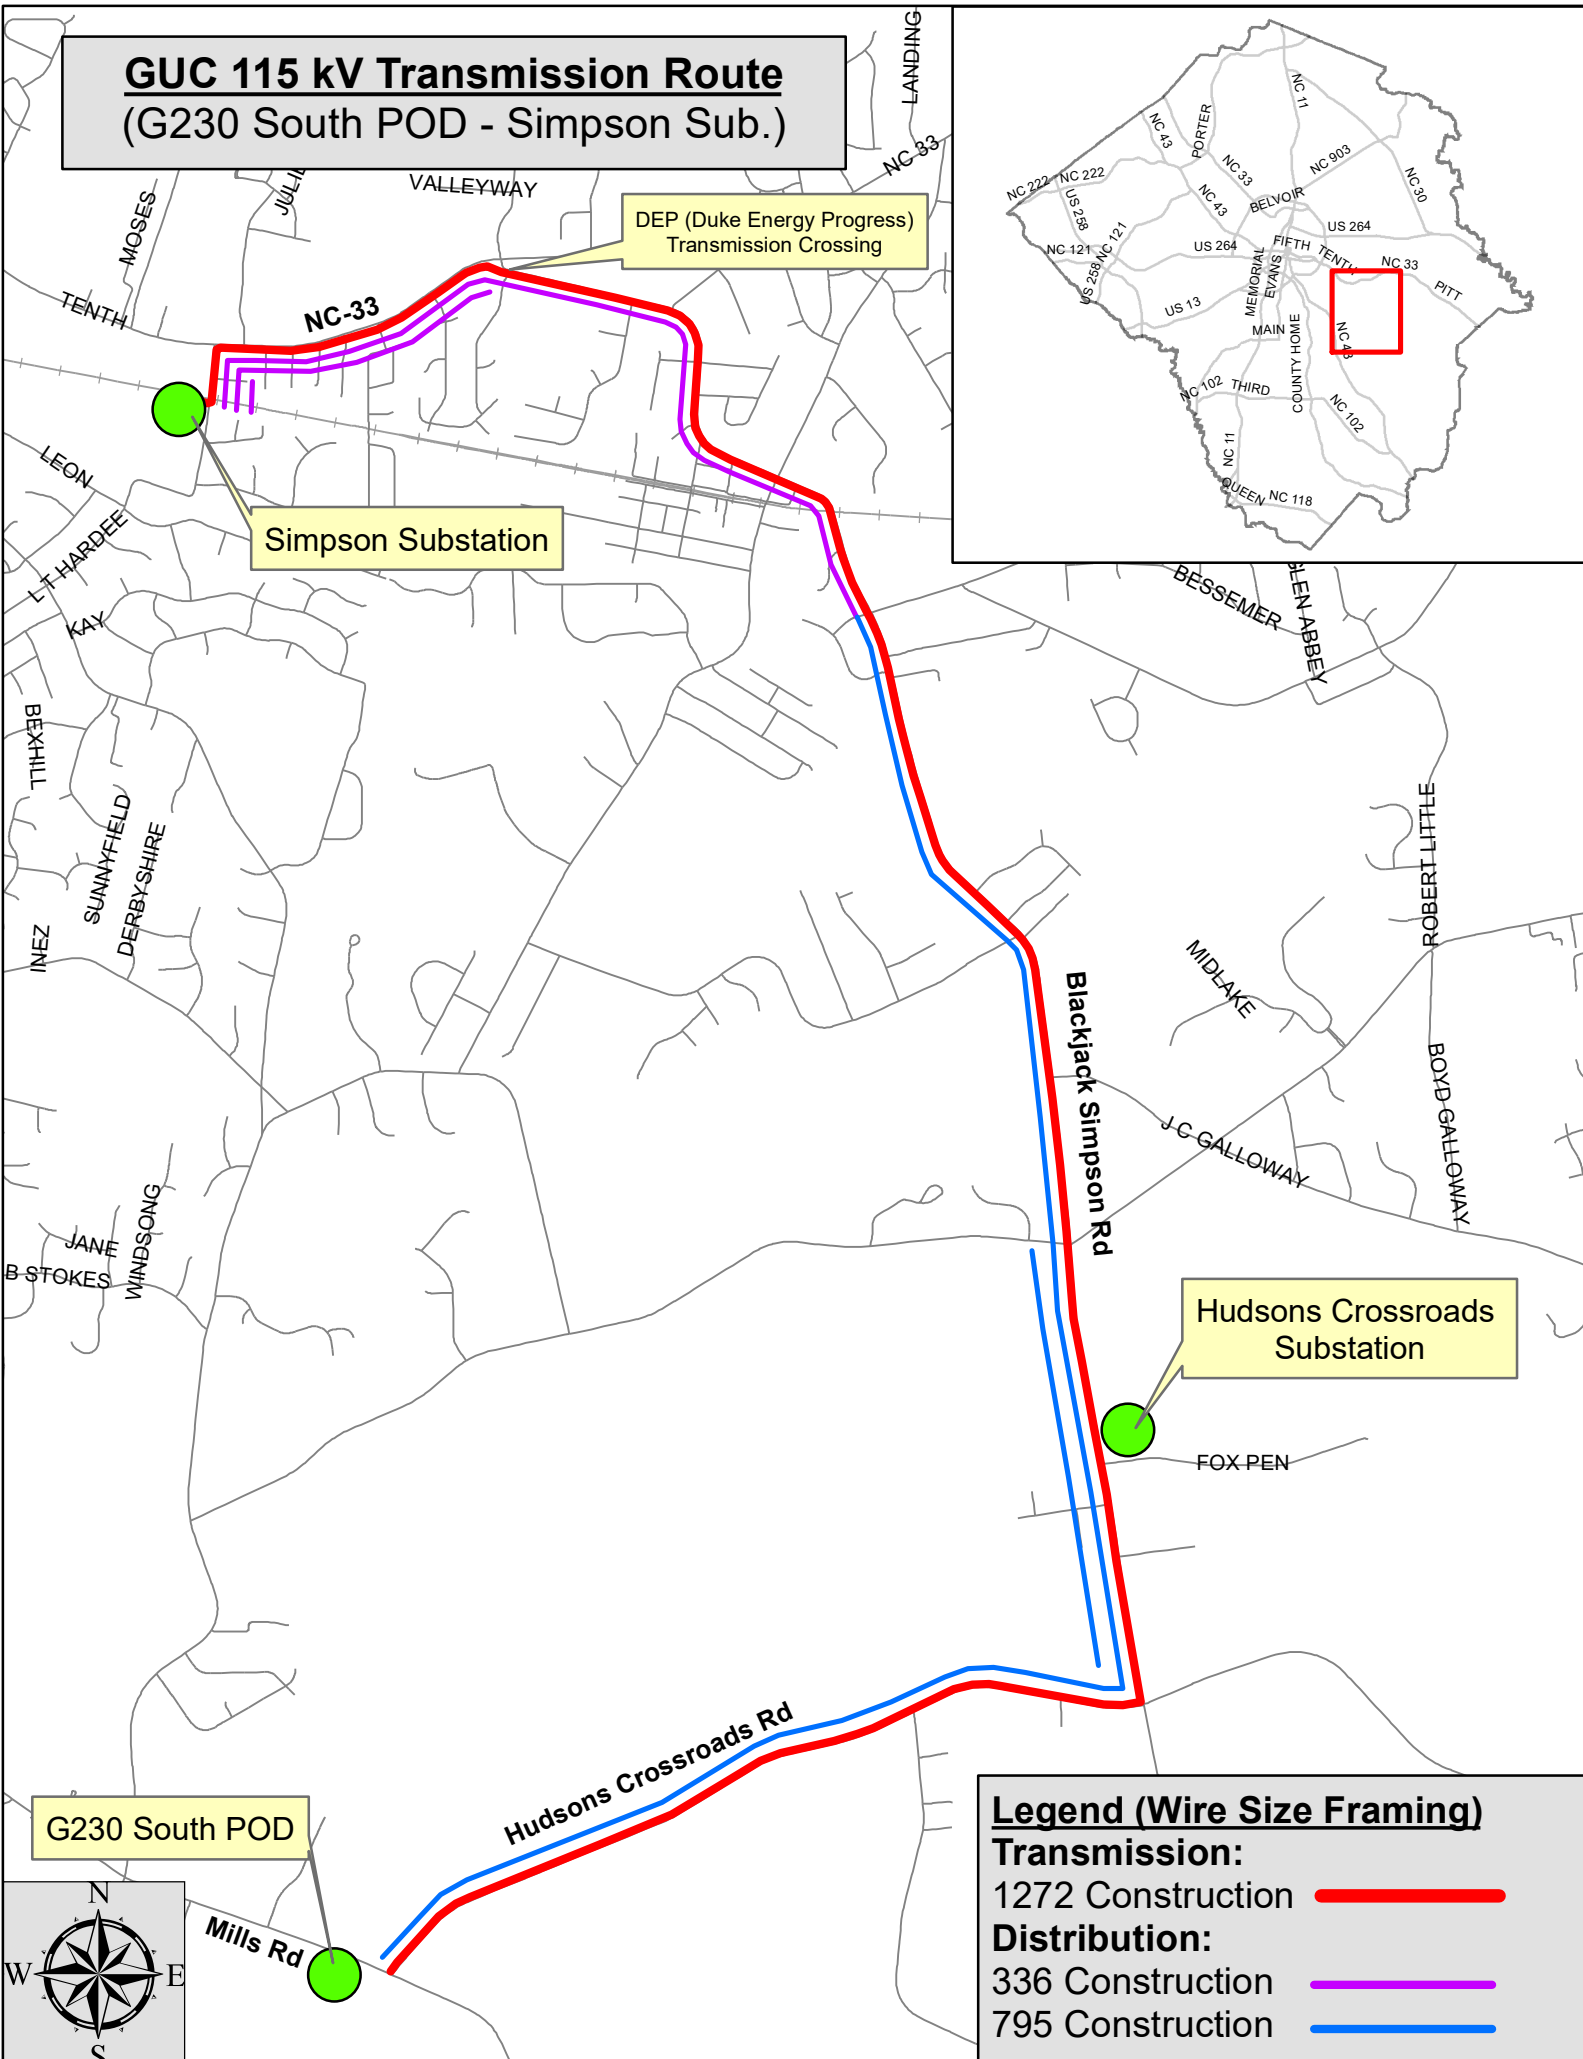 GUC 115 kV Transmission Route
(G230 South POD - Simpson Sub.)
LANDING
NC 33
VALLEYWAY
MOSES
DEP (Duke Energy Progress)
Transmission Crossing
TENTH
NC-33
LEON
Simpson Substation
L T HARDEE
KAY
BEXHILL
SUNNYFIELD
DERBYSHIRE
INEZ
BESSEMER
GLEN ABBEY
ROBERT LITTLE
MIDLAKE
Blackjack Simpson Rd
J C GALLOWAY
BOYD GALLOWAY
JANE
B STOKES
WINDSONG
Hudsons Crossroads
Substation
FOX PEN
Hudsons Crossroads Rd
G230 South POD
Mills Rd
N
W
E
S
NC 11
NC 43
PORTER
NC 33
NC 903
NC 30
NC 222
NC 222
US 258
NC 43
BELVOIR
US 264
NC 121
NC 121
US 258
US 264
FIFTH
TENTH
NC 33
PITT
MEMORIAL
EVANS
US 13
MAIN
COUNTY HOME
NC 43
NC 102
THIRD
NC 102
NC 11
QUEEN
NC 118
Legend (Wire Size Framing)
Transmission:
1272 Construction
Distribution:
336 Construction
795 Construction